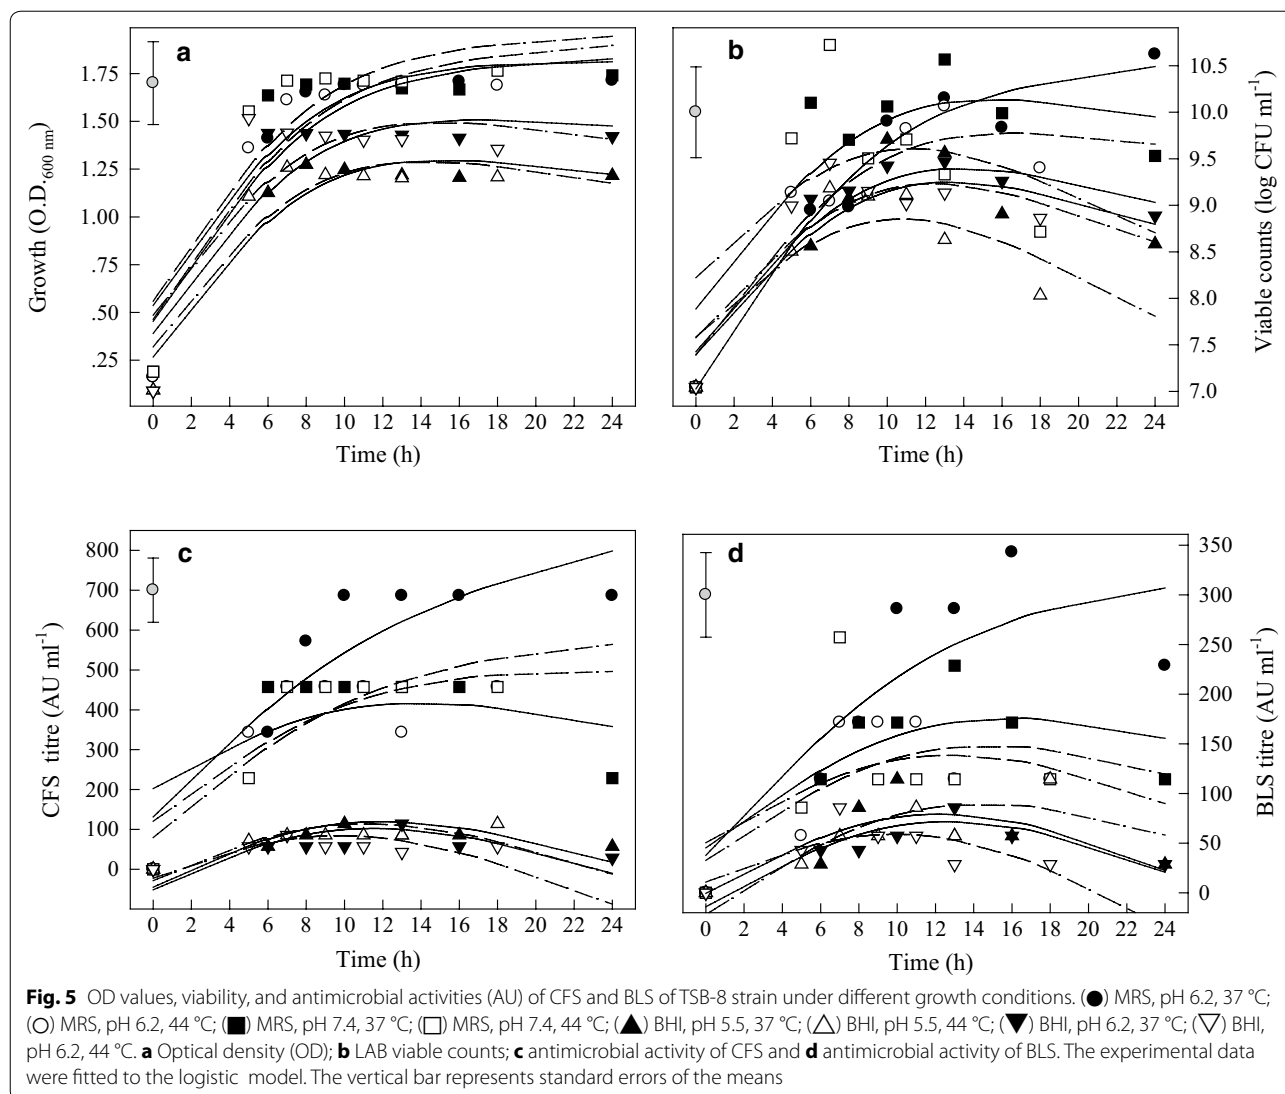 a
Growth (O.D.600 nm)
1.75
1.50
1.25
1.00
.75
.50
.25
0 2 4 6 8 10 12 14 16 18 20 22 24
Time (h)
b
Viable counts (log CFU ml-1)
10.5
10.0
9.5
9.0
8.5
8.0
7.5
7.0
0 2 4 6 8 10 12 14 16 18 20 22 24
Time (h)
c
CFS titre (AU ml-1)
800
700
600
500
400
300
200
100
0
0 2 4 6 8 10 12 14 16 18 20 22 24
Time (h)
d
BLS titre (AU ml-1)
350
300
250
200
150
100
50
0
0 2 4 6 8 10 12 14 16 18 20 22 24
Time (h)
Fig. 5 OD values, viability, and antimicrobial activities (AU) of CFS and BLS of TSB-8 strain under different growth conditions. (●) MRS, pH 6.2, 37 °C;
(○) MRS, pH 6.2, 44 °C; (■) MRS, pH 7.4, 37 °C; (□) MRS, pH 7.4, 44 °C; (▲) BHI, pH 5.5, 37 °C; (△) BHI, pH 5.5, 44 °C; (▼) BHI, pH 6.2, 37 °C; (▽) BHI,
pH 6.2, 44 °C. a Optical density (OD); b LAB viable counts; c antimicrobial activity of CFS and d antimicrobial activity of BLS. The experimental data
were fitted to the logistic model. The vertical bar represents standard errors of the means